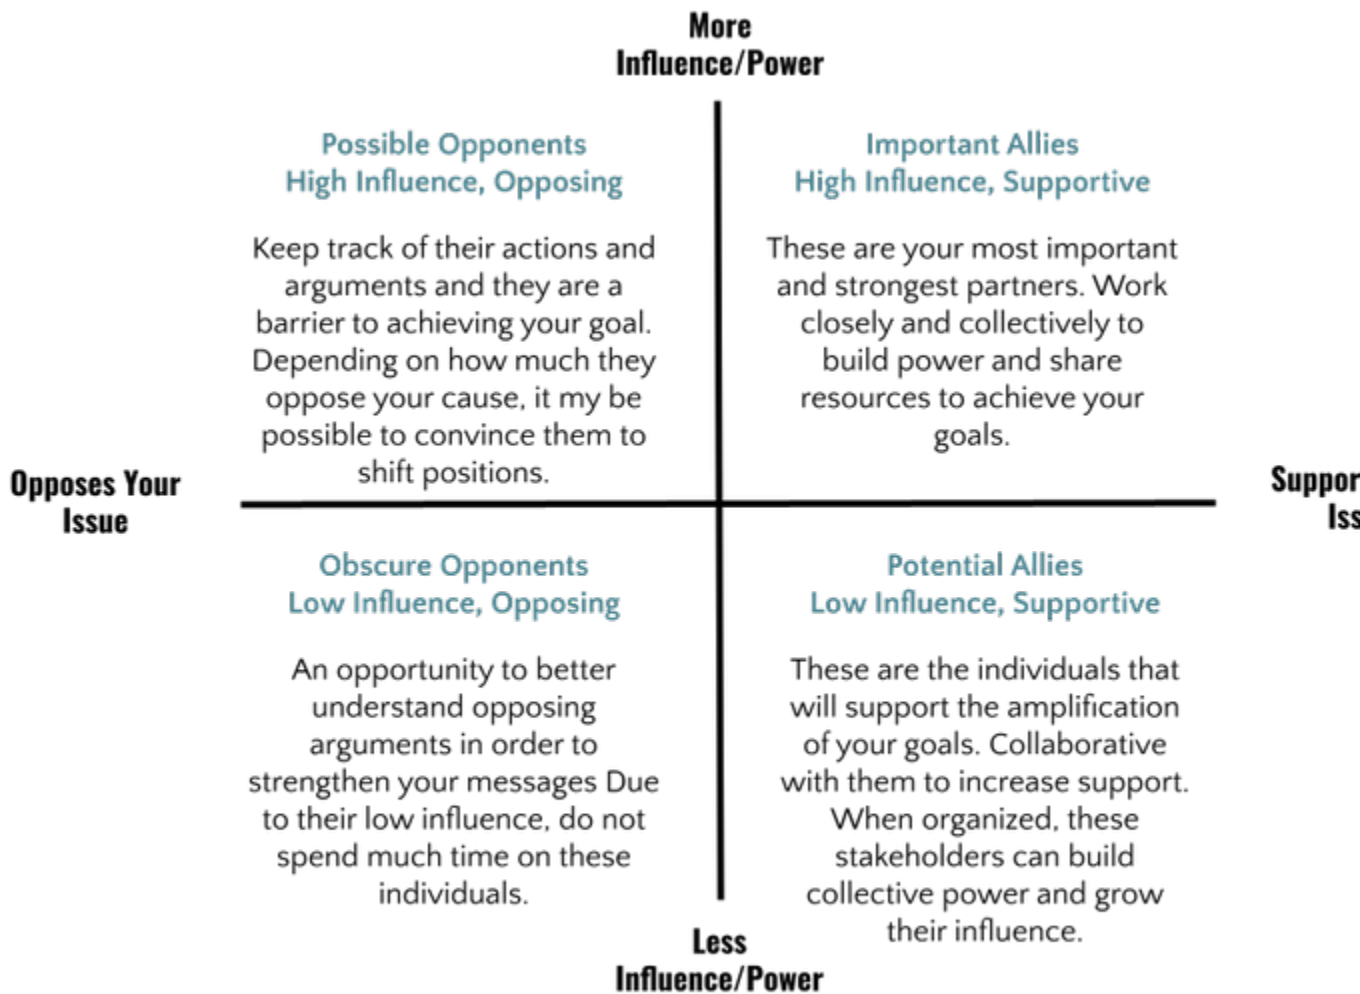 More
Influence/Power
Possible Opponents
High Influence, Opposing
Keep track of their actions and
arguments and they are a
barrier to achieving your goal.
Depending on how much they
oppose your cause, it my be
possible to convince them to
shift positions.
Important Allies
High Influence, Supportive
These are your most important
and strongest partners. Work
closely and collectively to
build power and share
resources to achieve your
goals.
Opposes Your
Issue
Obscure Opponents
Low Influence, Opposing
An opportunity to better
understand opposing
arguments in order to
strengthen your messages Due
to their low influence, do not
spend much time on these
individuals.
Potential Allies
Low Influence, Supportive
These are the individuals that
will support the amplification
of your goals. Collaborative
with them to increase support.
When organized, these
stakeholders can build
collective power and grow
their influence.
Less
Influence/Power